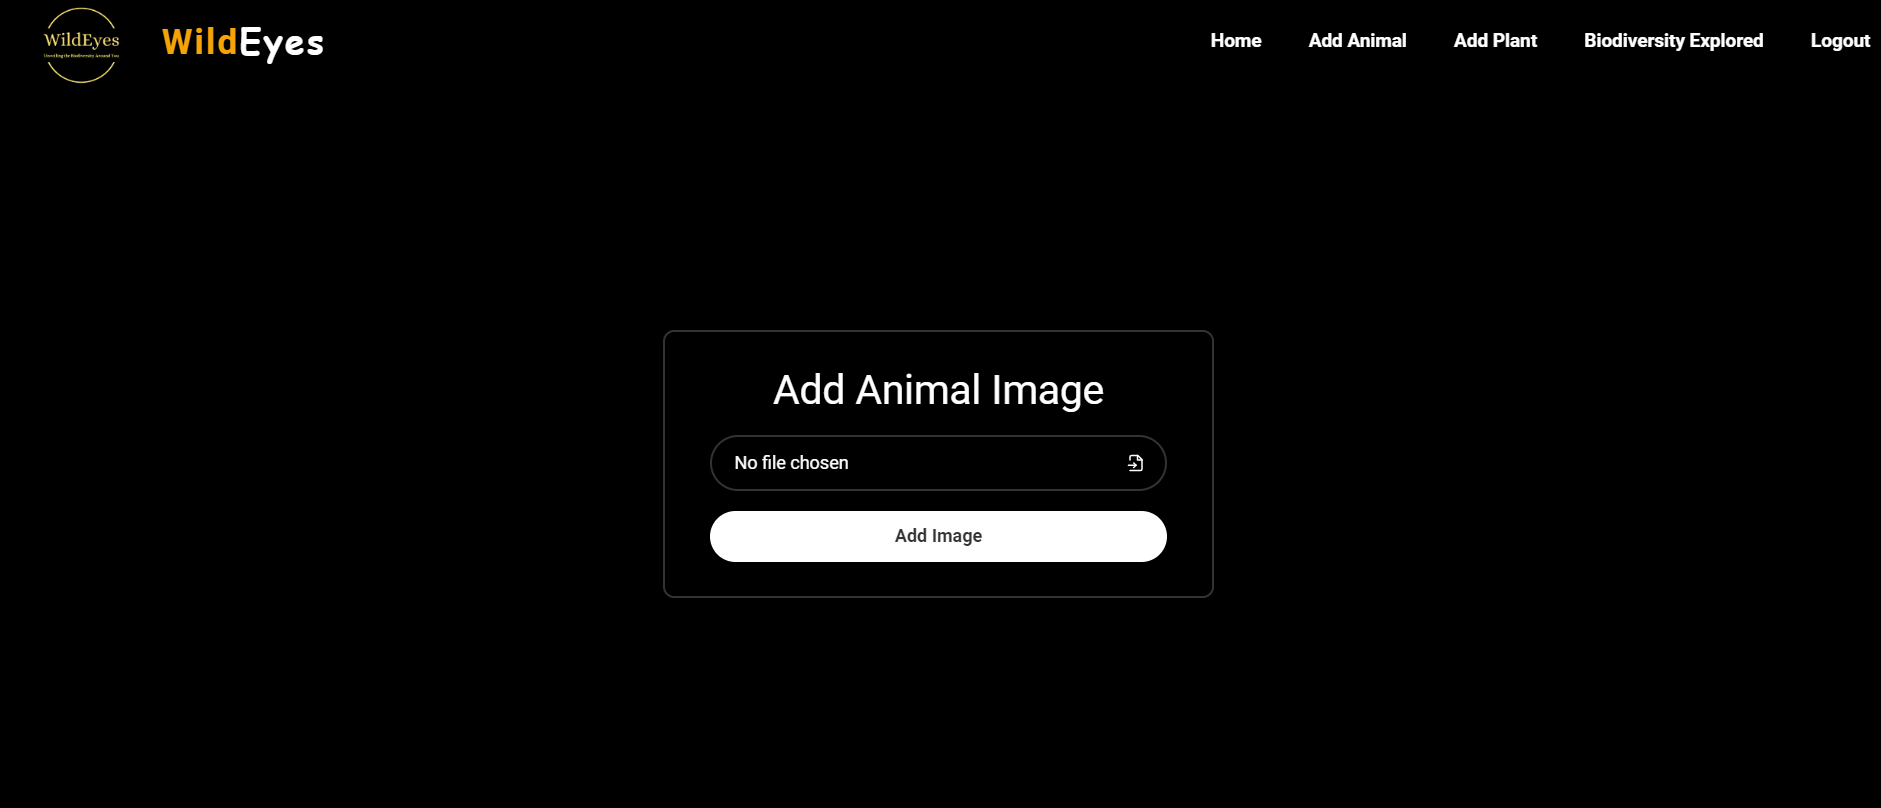 WildEyes
Unveiling the Biodiversity Around You
WildEyes
Home
Add Animal
Add Plant
Biodiversity Explored
Logout
Add Animal Image
No file chosen
Add Image